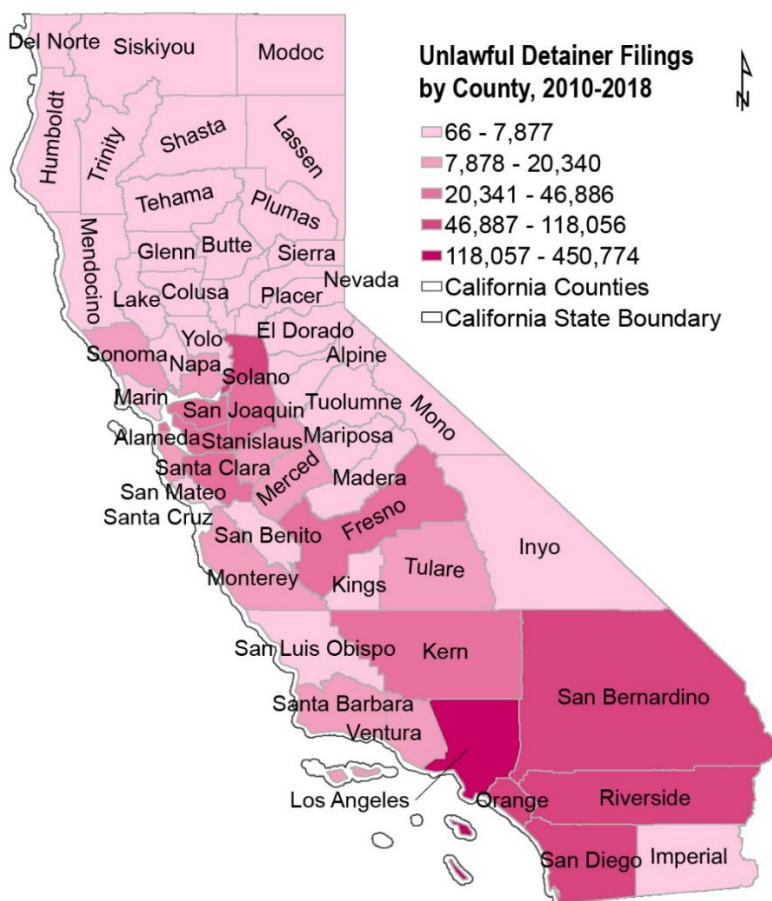 Unlawful Detainer Filings
by County, 2010-2018
66 - 7,877
7,878 - 20,340
20,341 - 46,886
46,887 - 118,056
118,057 - 450,774
California Counties
California State Boundary
N
Del Norte
Siskiyou
Modoc
Humboldt
Trinity
Shasta
Lassen
Tehama
Plumas
Mendocino
Glenn
Butte
Sierra
Lake
Colusa
Placer
Nevada
Yolo
El Dorado
Sonoma
Napa
Alpine
Solano
Marin
San Joaquin
Tuolumne
Mono
Alameda
Stanislaus
Mariposa
Santa Clara
Merced
Madera
San Mateo
Santa Cruz
Fresno
San Benito
Inyo
Monterey
Kings
Tulare
San Luis Obispo
Kern
San Bernardino
Santa Barbara
Ventura
Los Angeles
Orange
Riverside
San Diego
Imperial